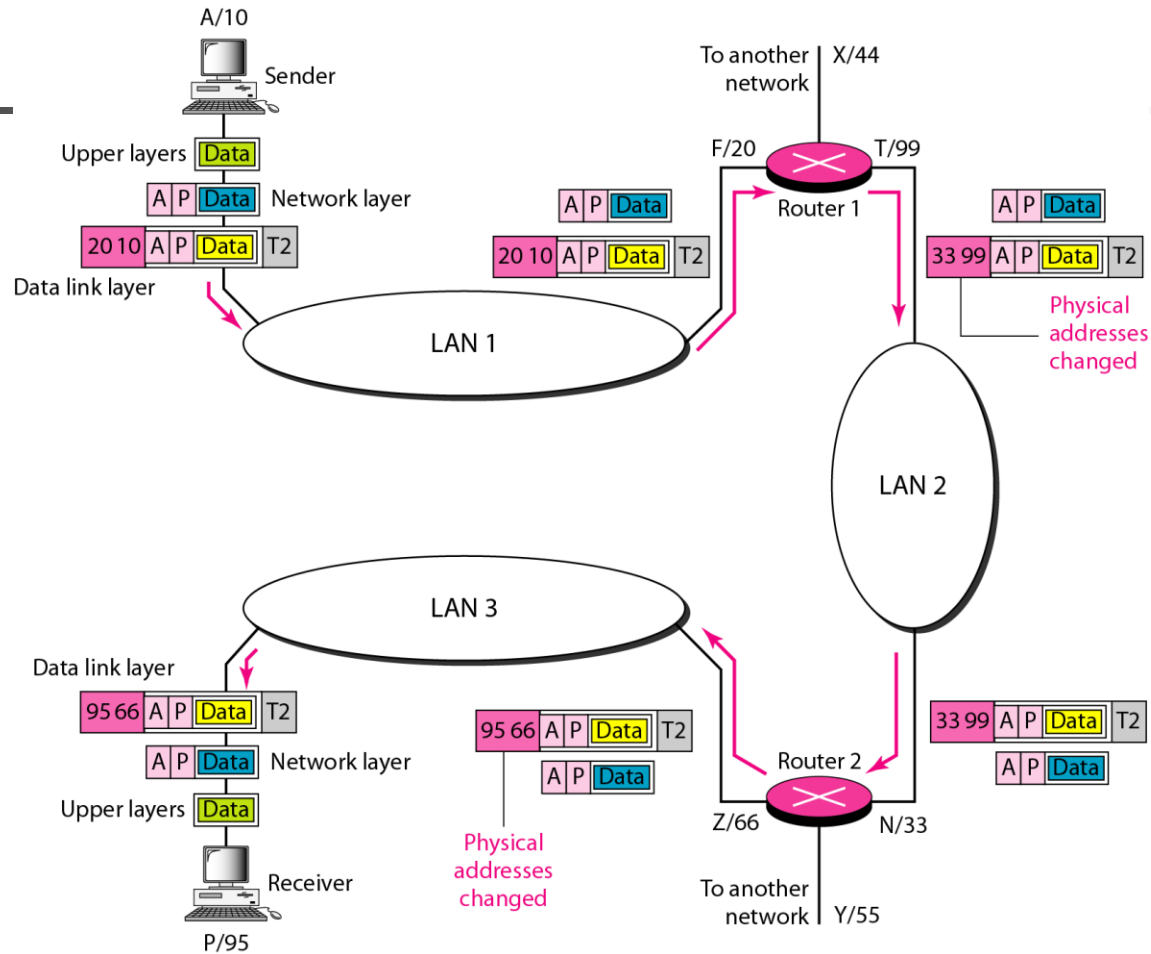 A/10
Sender
Upper layers Data
A P Data Network layer
20 10 A P Data T2
Data link layer
LAN 1
A P Data
20 10 A P Data T2
To another
network
X/44
F/20
T/99
Router 1
A P Data
33 99 A P Data T2
Physical
addresses
changed
LAN 2
33 99 A P Data T2
A P Data
Router 2
Z/66
N/33
To another
network
Y/55
95 66 A P Data T2
A P Data
Physical
addresses
changed
LAN 3
Data link layer
95 66 A P Data T2
A P Data Network layer
Upper layers Data
Receiver
P/95